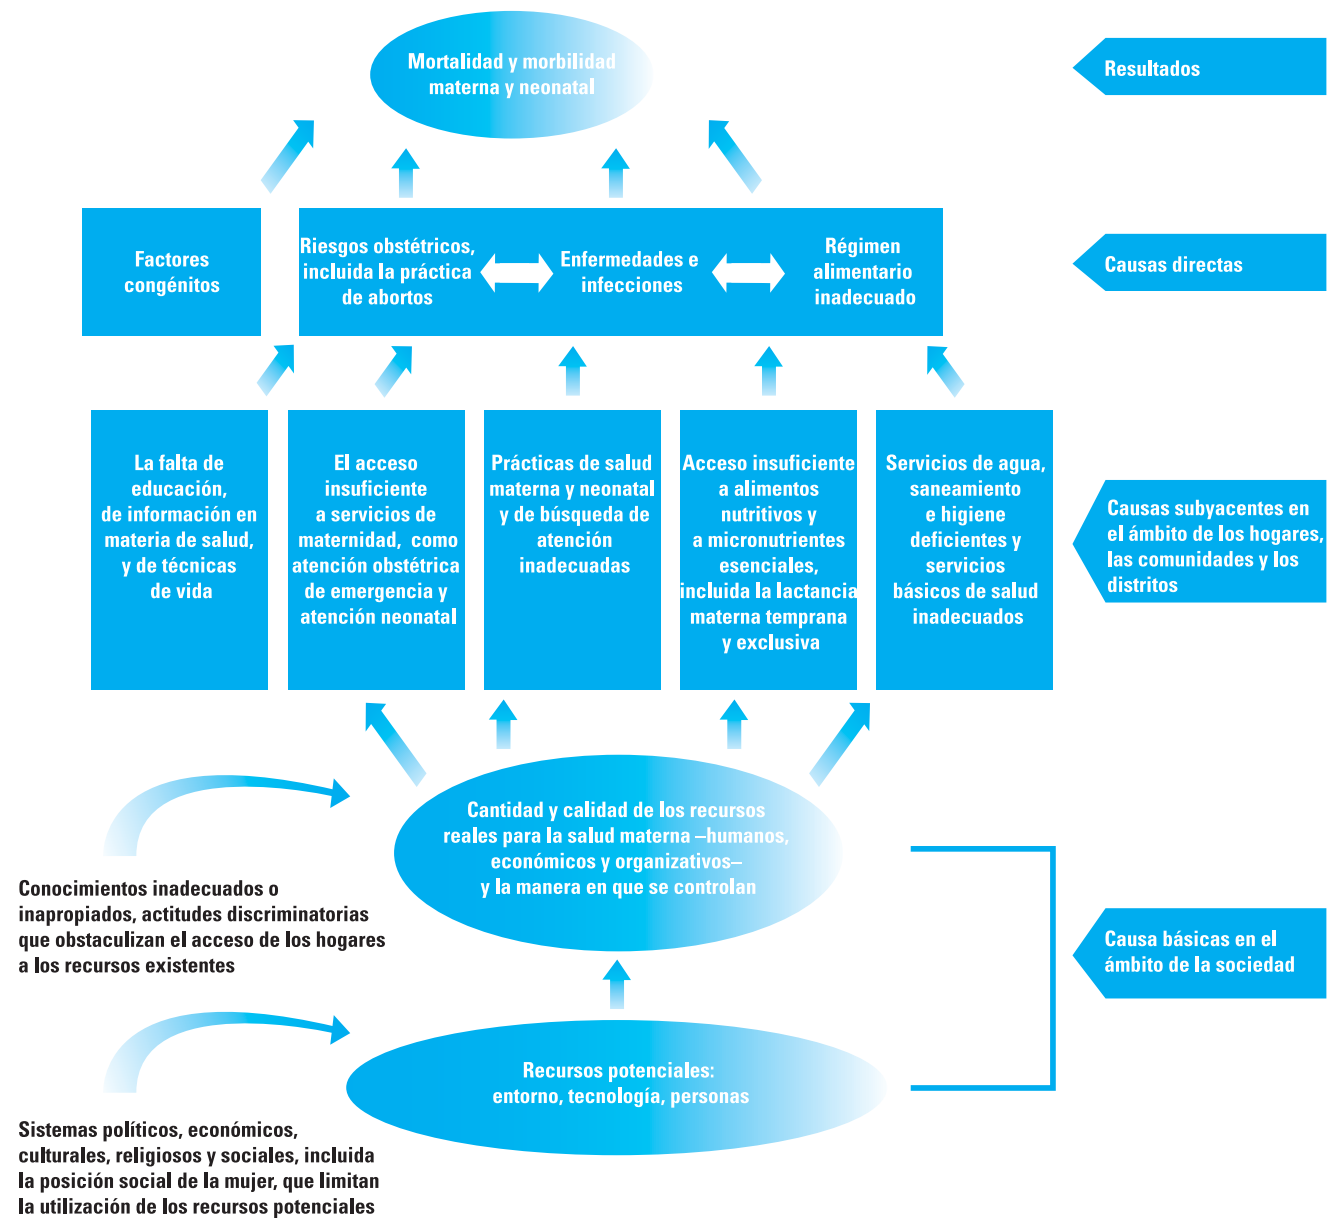 Mortalidad y morbilidad
materna y neonatal
Resultados
Factores
congénitos
Riesgos obstétricos,
incluida la práctica
de abortos
Enfermedades e
infecciones
Régimen
alimentario
inadecuado
Causas directas
La falta de
educación,
de información en
materia de salud,
y de técnicas
de vida
El acceso
insuficiente
a servicios de
maternidad, como
atención obstétrica
de emergencia y
atención neonatal
Prácticas de salud
materna y neonatal
y de búsqueda de
atención
inadecuadas
Acceso insuficiente
a alimentos
nutritivos y
a micronutrientes
esenciales,
incluida la lactancia
materna temprana
y exclusiva
Servicios de agua,
saneamiento
e higiene
deficientes y
servicios
básicos de salud
inadecuados
Causas subyacentes en
el ámbito de los hogares,
las comunidades y los
distritos
Cantidad y calidad de los recursos
reales para la salud materna –humanos,
económicos y organizativos–
y la manera en que se controlan
Conocimientos inadecuados o
inapropiados, actitudes discriminatorias
que obstaculizan el acceso de los hogares
a los recursos existentes
Causa básicas en el
ámbito de la sociedad
Recursos potenciales:
entorno, tecnología, personas
Sistemas políticos, económicos,
culturales, religiosos y sociales, incluida
la posición social de la mujer, que limitan
la utilización de los recursos potenciales